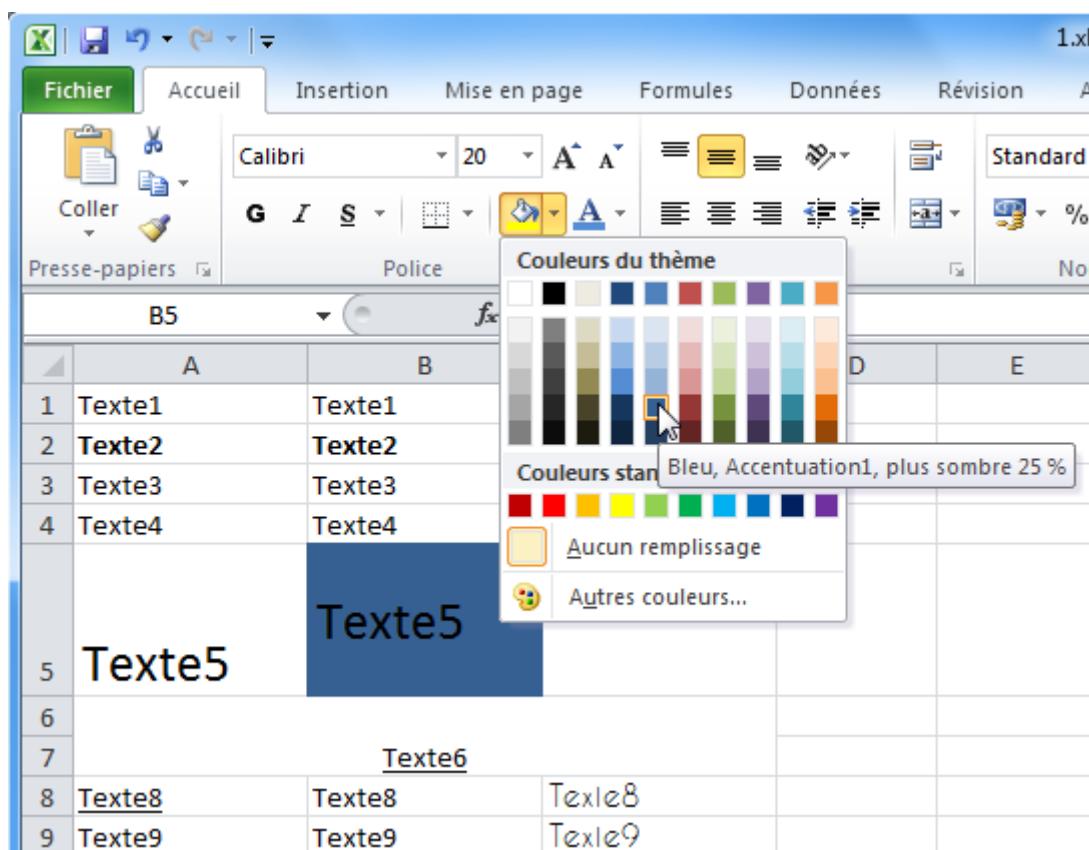 1.xl
Fichier Accueil Insertion Mise en page Formules Données Révision A
Calibri 20 A A Standard
Coller G I S A %
Presse-papiers Police No
B5 fx
A B D E
1 Texte1 Texte1
2 Texte2 Texte2
3 Texte3 Texte3
4 Texte4 Texte4
5 Texte5 Texte5
6
7 Texte6
8 Texte8 Texte8 Texte8
9 Texte9 Texte9 Texte9
Couleurs du thème
Bleu, Accentuation1, plus sombre 25 %
Couleurs stan
Aucun remplissage
Autres couleurs...